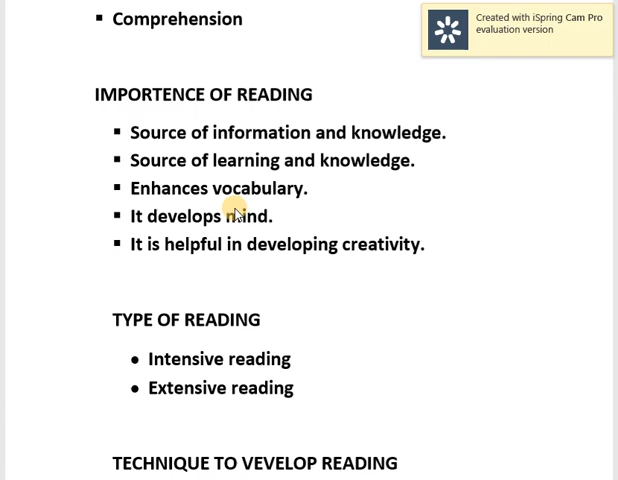 Comprehension
Created with iSpring Cam Pro
evaluation version
IMPORTENCE OF READING
Source of information and knowledge.
Source of learning and knowledge.
Enhances vocabulary.
It develops mind.
It is helpful in developing creativity.
TYPE OF READING
Intensive reading
Extensive reading
TECHNIQUE TO VEVELOP READING